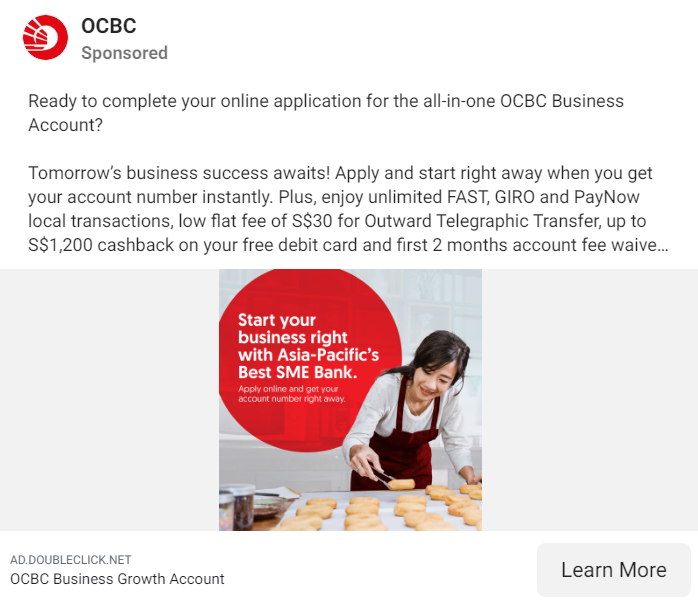 OCBC
Sponsored
Ready to complete your online application for the all-in-one OCBC Business
Account?
Tomorrow’s business success awaits! Apply and start right away when you get
your account number instantly. Plus, enjoy unlimited FAST, GIRO and PayNow
local transactions, low flat fee of S$30 for Outward Telegraphic Transfer, up to
S$1,200 cashback on your free debit card and first 2 months account fee waive...
Start your
business right
with Asia-Pacific’s
Best SME Bank.
Apply online and get your
account number right away.
AD.DOUBLECLICK.NET
OCBC Business Growth Account
Learn More